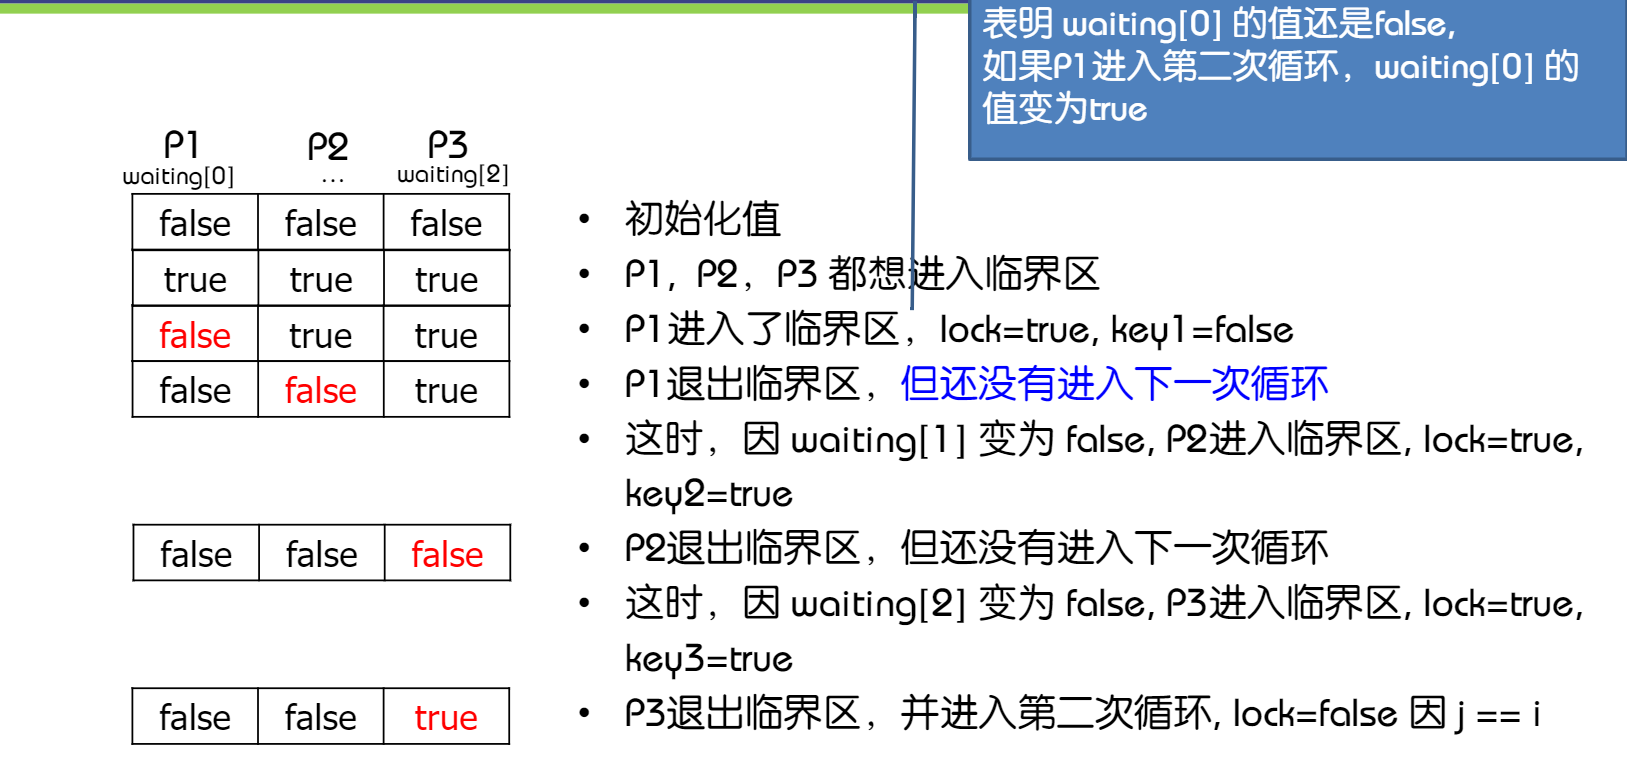 表明 waiting[0] 的值还是false,
如果P1进入第二次循环，waiting[0] 的
值变为true
P1 P2 P3
waiting[0] ... waiting[2]
false false false
• 初始化值
true true true
• P1, P2，P3 都想进入临界区
false true true
• P1进入了临界区，lock=true, key1=false
false false true
• P1退出临界区，但还没有进入下一次循环
• 这时，因 waiting[1] 变为 false, P2进入临界区, lock=true,
key2=true
false false false
• P2退出临界区，但还没有进入下一次循环
• 这时，因 waiting[2] 变为 false, P3进入临界区, lock=true,
key3=true
false false true
• P3退出临界区，并进入第二次循环, lock=false 因 j == i